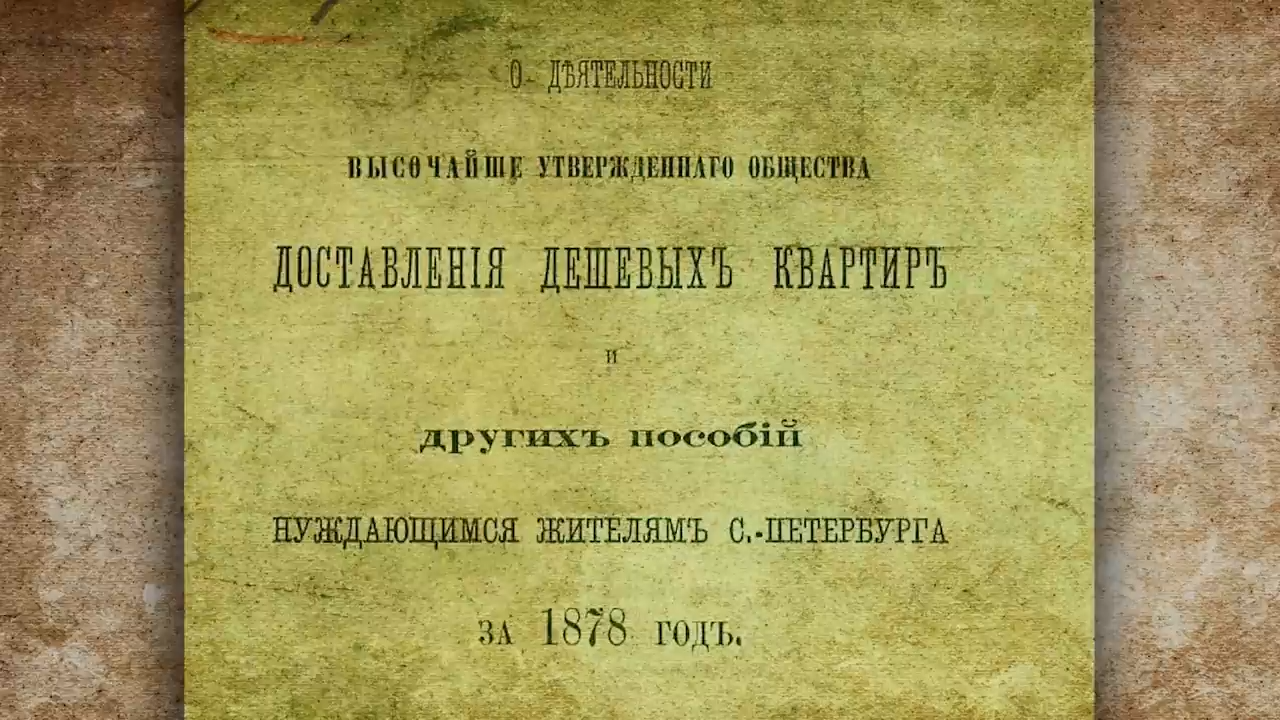 О ДѢЯТЕЛЬНОСТИ
ВЫСОЧАЙШЕ УТВЕРЖДЕННАГО ОБЩЕСТВА
ДОСТАВЛЕНІЯ ДЕШЕВЫХЪ КВАРТИРЪ
И
другихъ пособій
НУЖДАЮЩИМСЯ ЖИТЕЛЯМЪ С.-ПЕТЕРБУРГА
ЗА 1878 ГОДЪ.